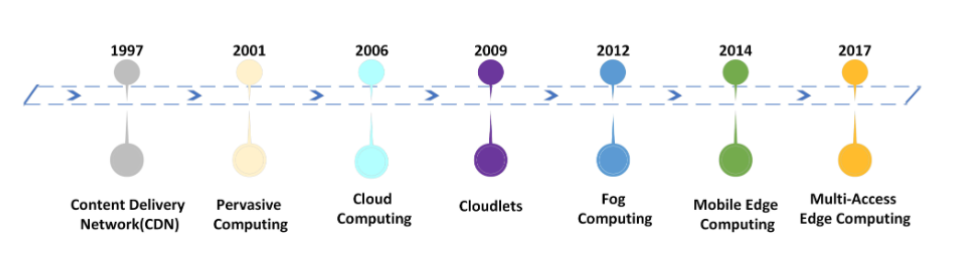 1997
2001
2006
2009
2012
2014
2017
Content Delivery
Network(CDN)
Pervasive
Computing
Cloud
Computing
Cloudlets
Fog
Computing
Mobile Edge
Computing
Multi-Access
Edge Computing